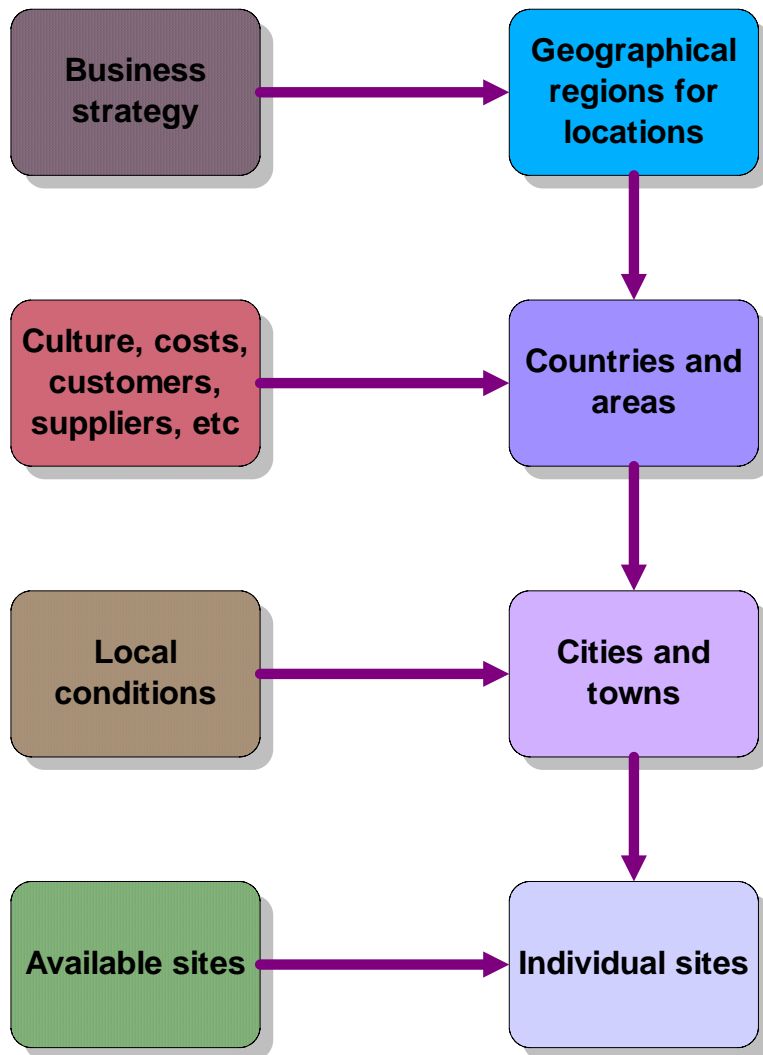 Business
strategy
Geographical
regions for
locations
Culture, costs,
customers,
suppliers, etc
Countries and
areas
Local
conditions
Cities and
towns
Available sites
Individual sites